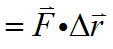 = F⃗ • Δr⃗